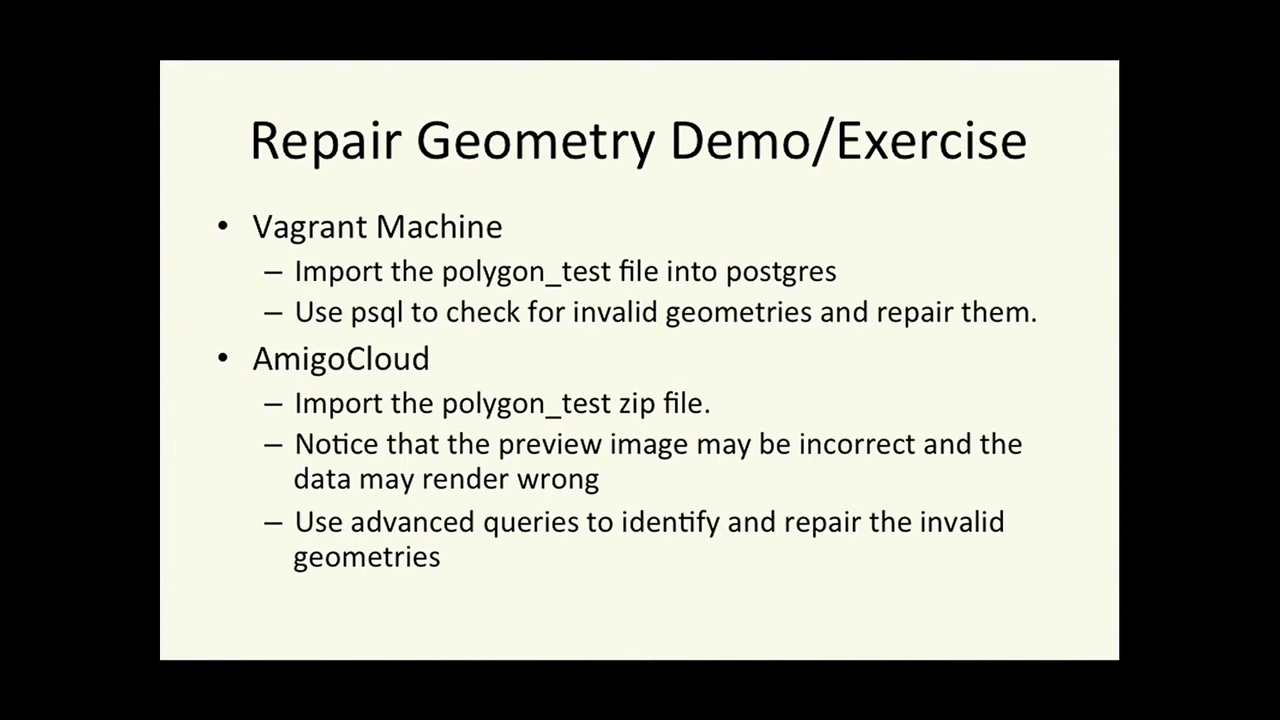 Repair Geometry Demo/Exercise
• Vagrant Machine
– Import the polygon_test file into postgres
– Use psql to check for invalid geometries and repair them.
• AmigoCloud
– Import the polygon_test zip file.
– Notice that the preview image may be incorrect and the
data may render wrong
– Use advanced queries to identify and repair the invalid
geometries